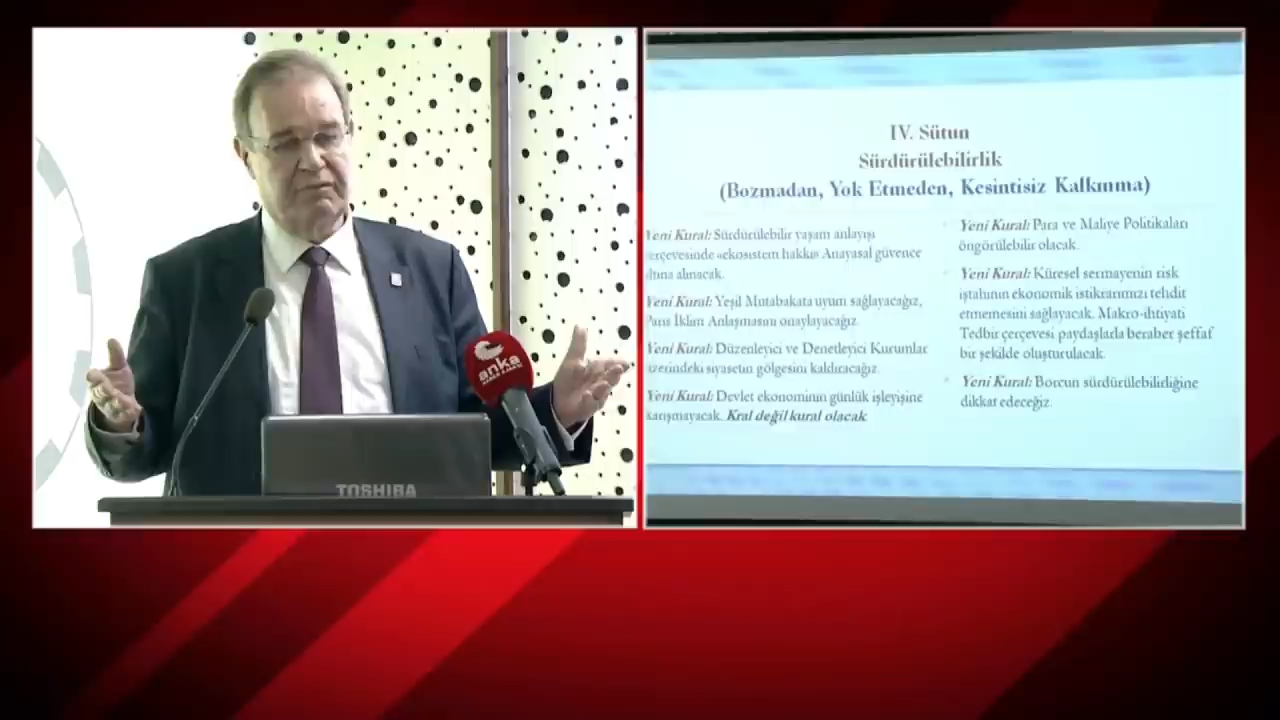 anka
HABER AJANSI
TOSHIBA
IV. Sütun
Sürdürülebilirlik
(Bozmadan, Yok Etmeden, Kesintisiz Kalkınma)
Yeni Kural: Sürdürülebilir yaşam anlayışı
çerçevesinde «ekosistem hakkı» Anayasal güvence
altına alınacak.
Yeni Kural: Yeşil Mutabakata uyum sağlayacağız,
Paris İklim Anlaşmasını onaylayacağız.
Yeni Kural: Düzenleyici ve Denetleyici Kurumlar
üzerindeki siyasetin gölgesini kaldıracağız.
Yeni Kural: Devlet ekonominin günlük işleyişine
karışmayacak. Kral değil kural olacak
Yeni Kural: Para ve Maliye Politikaları
öngörülebilir olacak.
Yeni Kural: Küresel sermayenin risk
iştahının ekonomik istikrarımızı tehdit
etmemesini sağlayacak. Makro-ihtiyati
Tedbir çerçevesi paydaşlarla beraber şeffaf
bir şekilde oluşturulacak.
Yeni Kural: Borcun sürdürülebilirliğine
dikkat edeceğiz.